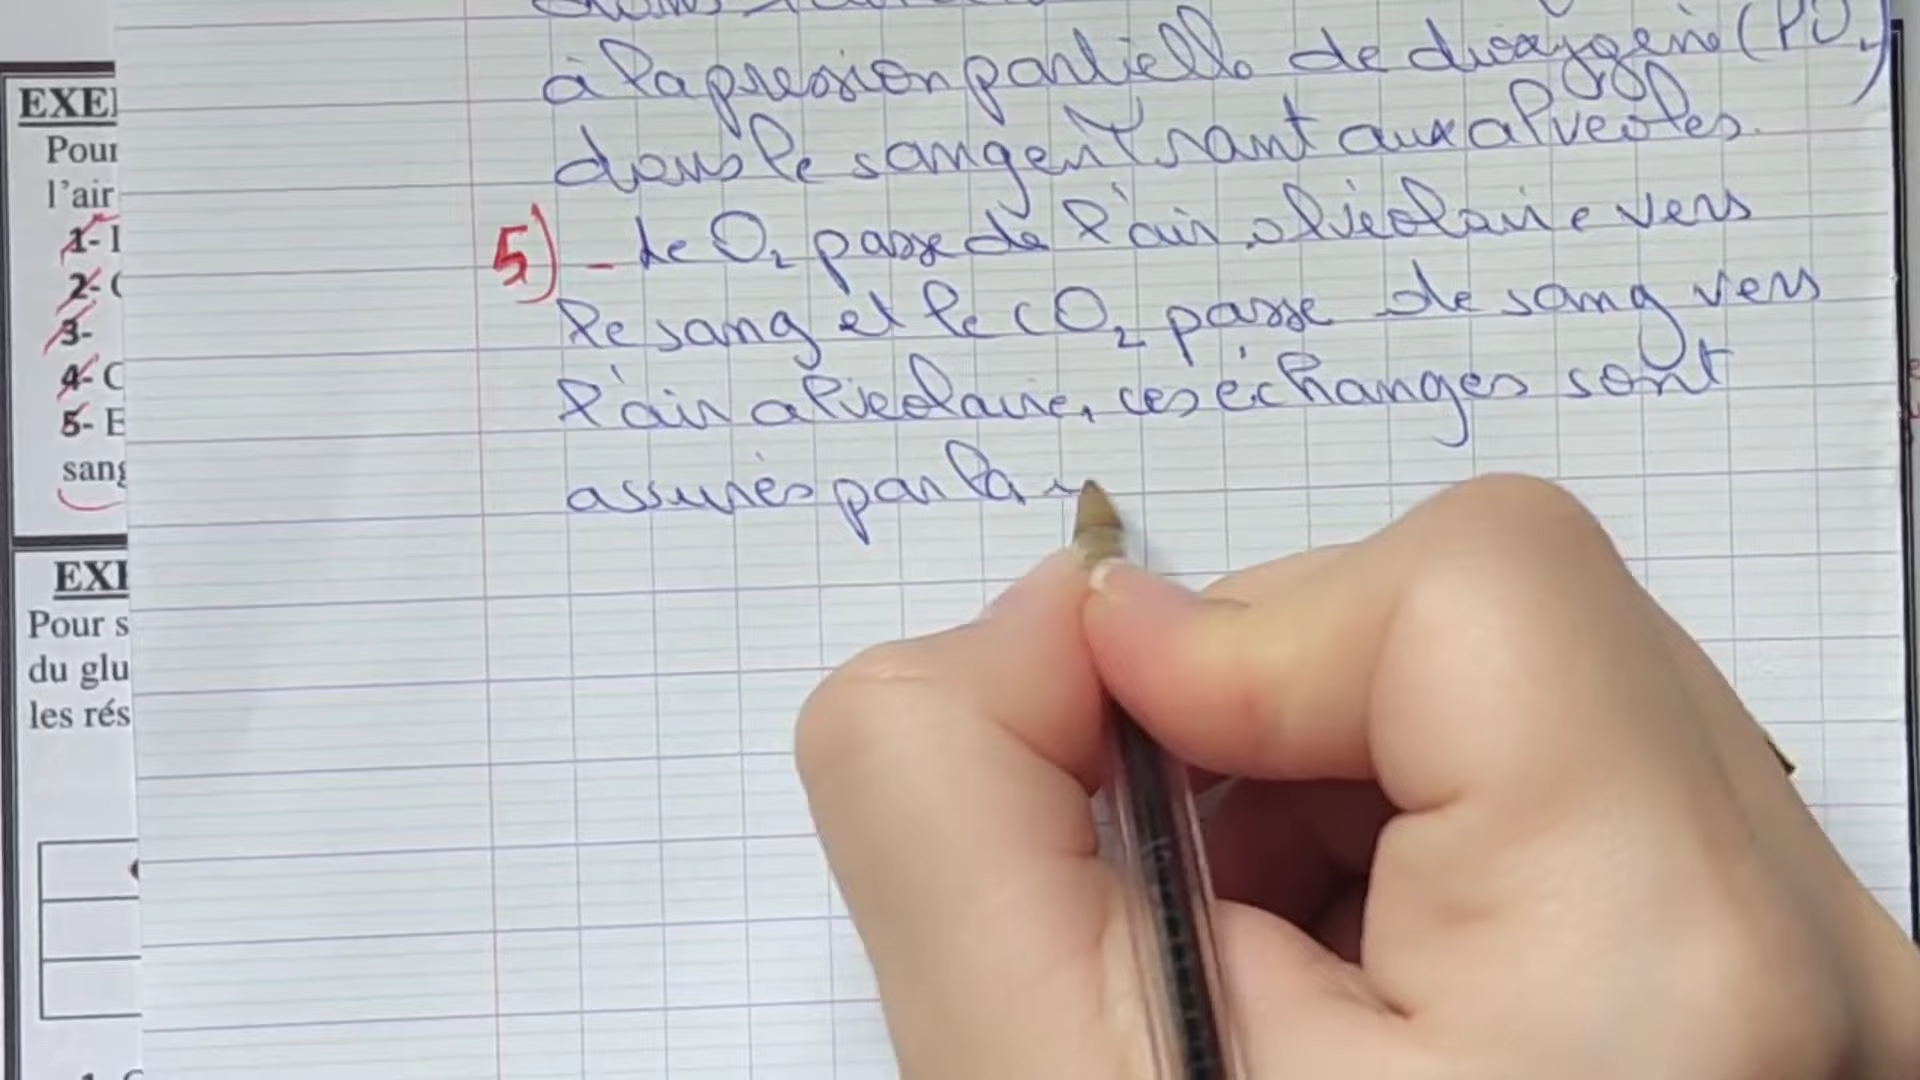 à la pression partielle de dioxygène (PO₂)
dans le sang entrant aux alvéoles.
5) - Le O₂ passe de l'air alvéolaire vers
le sang et le CO₂ passe de sang vers
l'air alvéolaire, ces échanges sont
assurés par la
EXE
Pour
l'air
1- I
2- C
3-
4- C
5- E
sang
EXE
Pour s
du glu
les rés